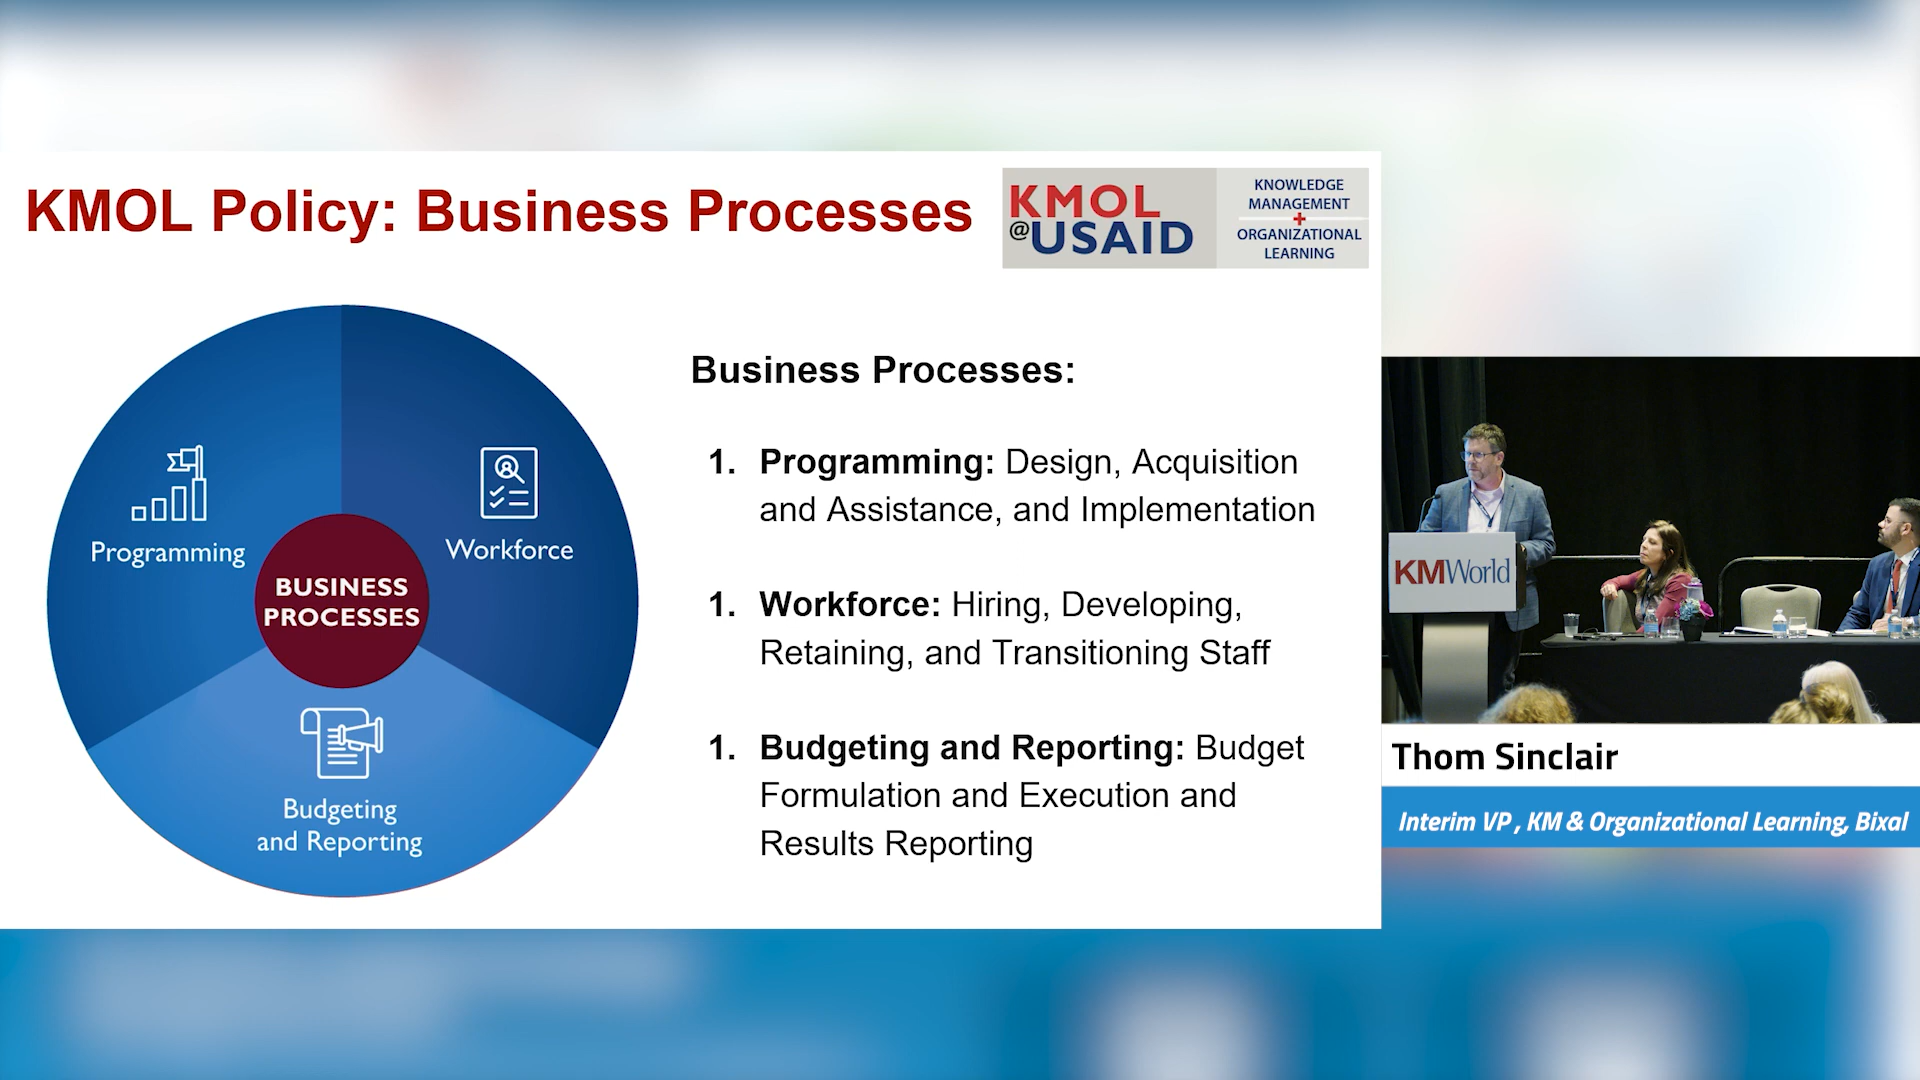 KMOL Policy: Business Processes
KMOL
@USAID
KNOWLEDGE
MANAGEMENT
+
ORGANIZATIONAL
LEARNING
Programming
Workforce
BUSINESS
PROCESSES
Budgeting
and Reporting
Business Processes:
1. Programming: Design, Acquisition
and Assistance, and Implementation
1. Workforce: Hiring, Developing,
Retaining, and Transitioning Staff
1. Budgeting and Reporting: Budget
Formulation and Execution and
Results Reporting
KMWorld
Thom Sinclair
Interim VP , KM & Organizational Learning, Bixal